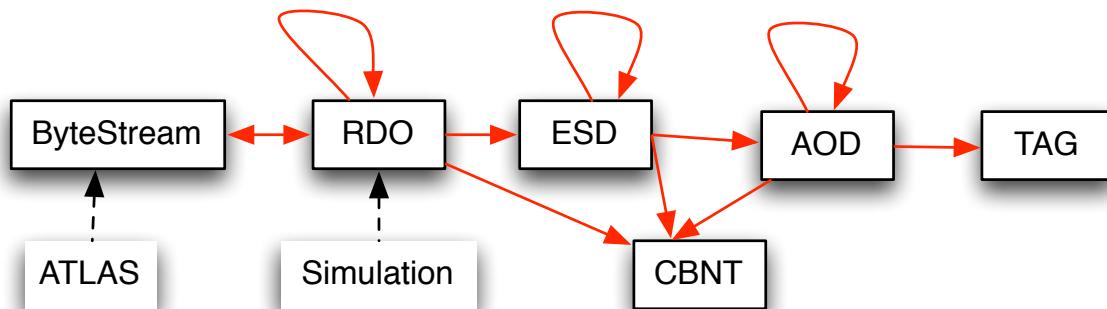 ByteStream
RDO
ESD
AOD
TAG
ATLAS
Simulation
CBNT